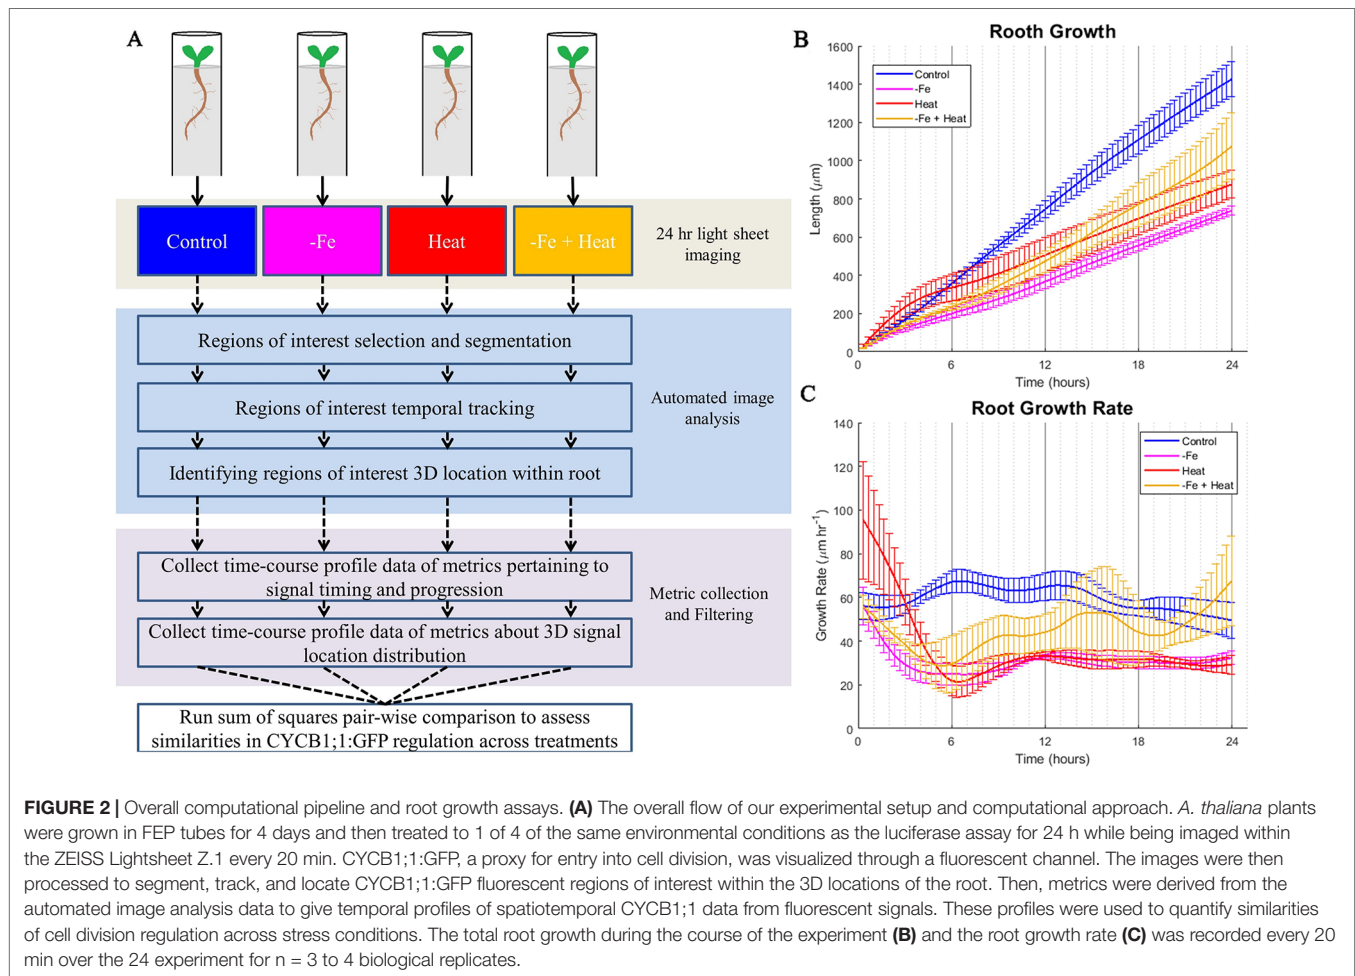 A
Control
-Fe
Heat
-Fe + Heat
24 hr light sheet
imaging
Regions of interest selection and segmentation
Regions of interest temporal tracking
Identifying regions of interest 3D location within root
Automated image
analysis
Collect time-course profile data of metrics pertaining to
signal timing and progression
Collect time-course profile data of metrics about 3D signal
location distribution
Metric collection
and Filtering
Run sum of squares pair-wise comparison to assess
similarities in CYCB1;1:GFP regulation across treatments
B
Rooth Growth
1600
1400
1200
1000
800
600
400
200
0
Length (μm)
Control
-Fe
Heat
-Fe + Heat
0 6 12 18 24
Time (hours)
C
Root Growth Rate
140
120
100
80
60
40
20
0
Growth Rate (μm hr⁻¹)
Control
-Fe
Heat
-Fe + Heat
0 6 12 18 24
Time (hours)
FIGURE 2 | Overall computational pipeline and root growth assays. (A) The overall flow of our experimental setup and computational approach. A. thaliana plants
were grown in FEP tubes for 4 days and then treated to 1 of 4 of the same environmental conditions as the luciferase assay for 24 h while being imaged within
the ZEISS Lightsheet Z.1 every 20 min. CYCB1;1:GFP, a proxy for entry into cell division, was visualized through a fluorescent channel. The images were then
processed to segment, track, and locate CYCB1;1:GFP fluorescent regions of interest within the 3D locations of the root. Then, metrics were derived from the
automated image analysis data to give temporal profiles of spatiotemporal CYCB1;1 data from fluorescent signals. These profiles were used to quantify similarities
of cell division regulation across stress conditions. The total root growth during the course of the experiment (B) and the root growth rate (C) was recorded every 20
min over the 24 experiment for n = 3 to 4 biological replicates.